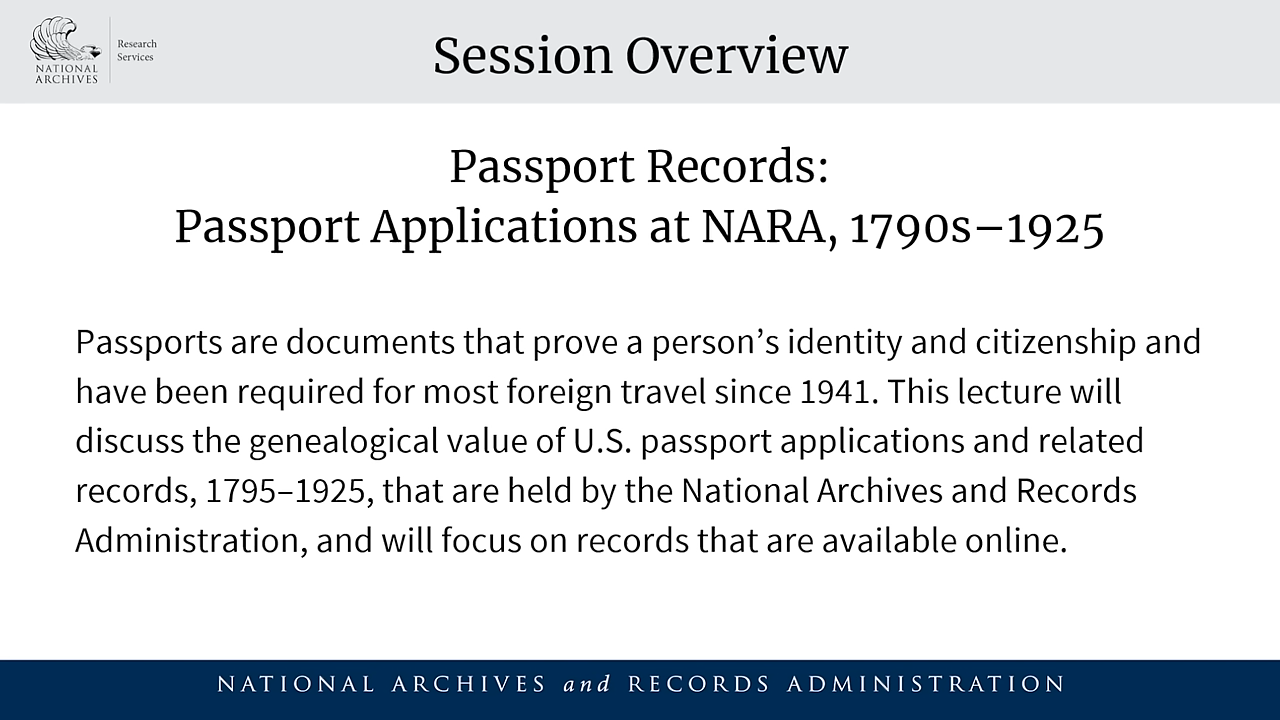 NATIONAL
ARCHIVES
Research
Services
Session Overview
Passport Records:
Passport Applications at NARA, 1790s–1925
Passports are documents that prove a person’s identity and citizenship and
have been required for most foreign travel since 1941. This lecture will
discuss the genealogical value of U.S. passport applications and related
records, 1795–1925, that are held by the National Archives and Records
Administration, and will focus on records that are available online.
NATIONAL ARCHIVES and RECORDS ADMINISTRATION